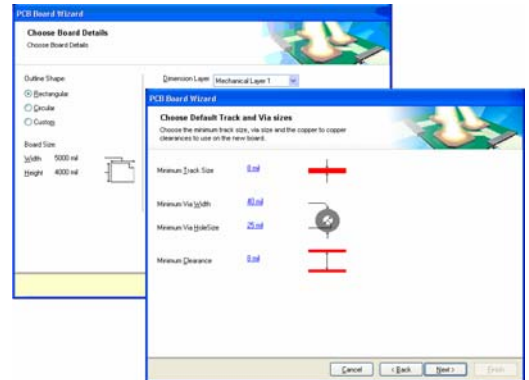 PCB Board Wizard
Choose Board Details
Choose Board Details
Outline Shape:
Rectangular
Circular
Custom
Board Size
Width 5000 mil
Height 4000 mil
Dimension Layer Mechanical Layer 1
PCB Board Wizard
Choose Default Track and Via sizes
Choose the minimum track size, via size and the copper to copper
clearances to use on the new board.
Minimum Track Size 8 mil
Minimum Via Width 40 mil
Minimum Via HoleSize 25 mil
Minimum Clearance 8 mil
Cancel < Back Next > Finish